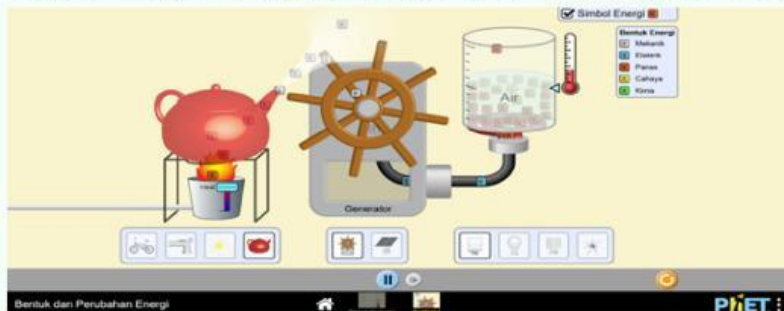 Simbol Energi
Bentuk Energi
Mekanik
Elektrik
Panas
Cahaya
Kimia
Air
Generator
Bentuk dan Perubahan Energi
PhET